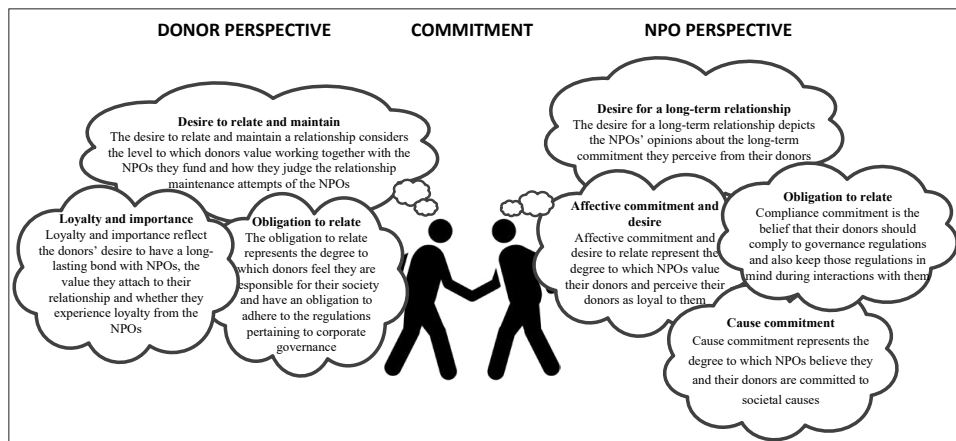 DONOR PERSPECTIVE
COMMITMENT
NPO PERSPECTIVE
Desire to relate and maintain
The desire to relate and maintain a relationship considers
the level to which donors value working together with the
NPOs they fund and how they judge the relationship
maintenance attempts of the NPOs
Loyalty and importance
Loyalty and importance reflect
the donors' desire to have a long-
lasting bond with NPOs, the
value they attach to their
relationship and whether they
experience loyalty from the
NPOs
Obligation to relate
The obligation to relate
represents the degree to
which donors feel they are
responsible for their society
and have an obligation to
adhere to the regulations
pertaining to corporate
governance
Desire for a long-term relationship
The desire for a long-term relationship depicts
the NPOs' opinions about the long-term
commitment they perceive from their donors
Affective commitment and
desire
Affective commitment and
desire to relate represent the
degree to which NPOs value
their donors and perceive their
donors as loyal to them
Obligation to relate
Compliance commitment is the
belief that their donors should
comply to governance regulations
and also keep those regulations in
mind during interactions with them
Cause commitment
Cause commitment represents the
degree to which NPOs believe they
and their donors are committed to
societal causes